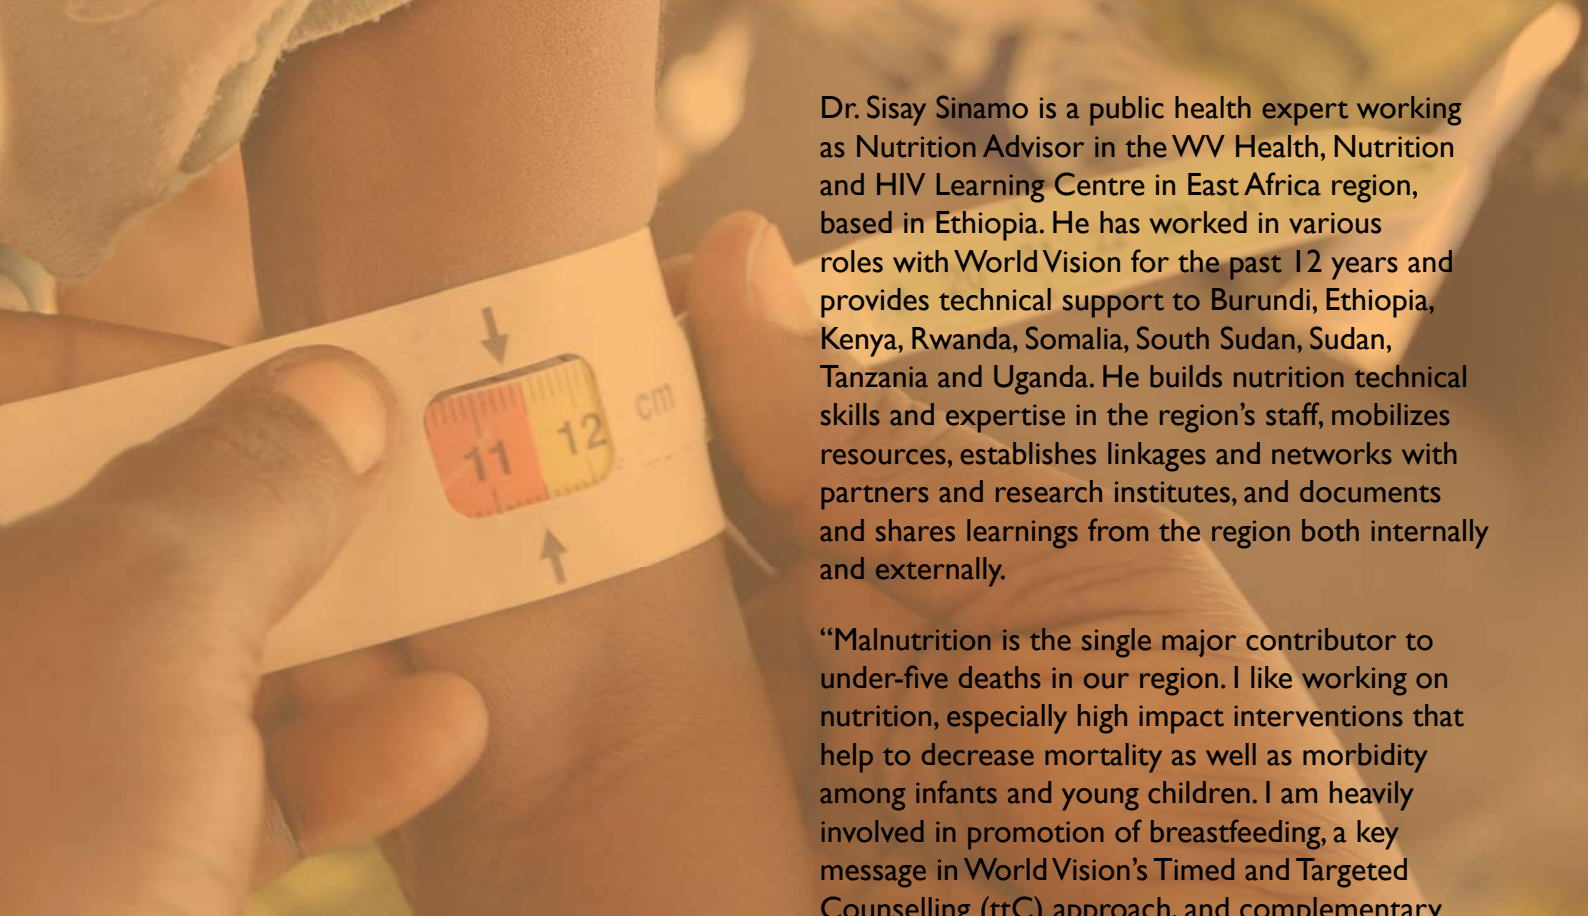 Dr. Sisay Sinamo is a public health expert working
as Nutrition Advisor in the WV Health, Nutrition
and HIV Learning Centre in East Africa region,
based in Ethiopia. He has worked in various
roles with World Vision for the past 12 years and
provides technical support to Burundi, Ethiopia,
Kenya, Rwanda, Somalia, South Sudan, Sudan,
Tanzania and Uganda. He builds nutrition technical
skills and expertise in the region’s staff, mobilizes
resources, establishes linkages and networks with
partners and research institutes, and documents
and shares learnings from the region both internally
and externally.
“Malnutrition is the single major contributor to
under-five deaths in our region. I like working on
nutrition, especially high impact interventions that
help to decrease mortality as well as morbidity
among infants and young children. I am heavily
involved in promotion of breastfeeding, a key
message in World Vision’s Timed and Targeted
Counselling (ttC) approach, and complementary
11 12 cm